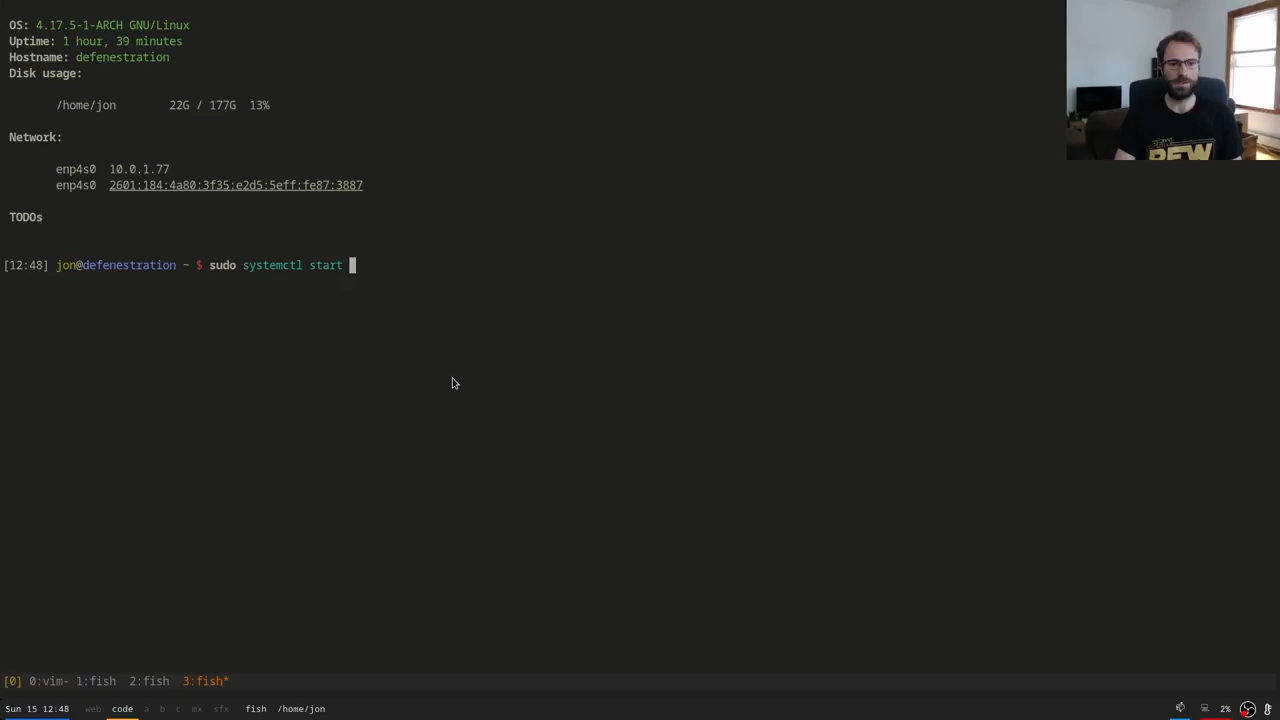 OS: 4.17.5-1-ARCH GNU/Linux
Uptime: 1 hour, 39 minutes
Hostname: defenestration
Disk usage:
/home/jon 22G / 177G 13%
Network:
enp4s0 10.0.1.77
enp4s0 2601:184:4a80:3f35:e2d5:5eff:fe87:3887
TODOs
[12:48] jon@defenestration ~ $ sudo systemctl start
[0] 0:vim- 1:fish 2:fish 3:fish*
Sun 15 12:48 web code a b c mx sfx fish /home/jon 2%